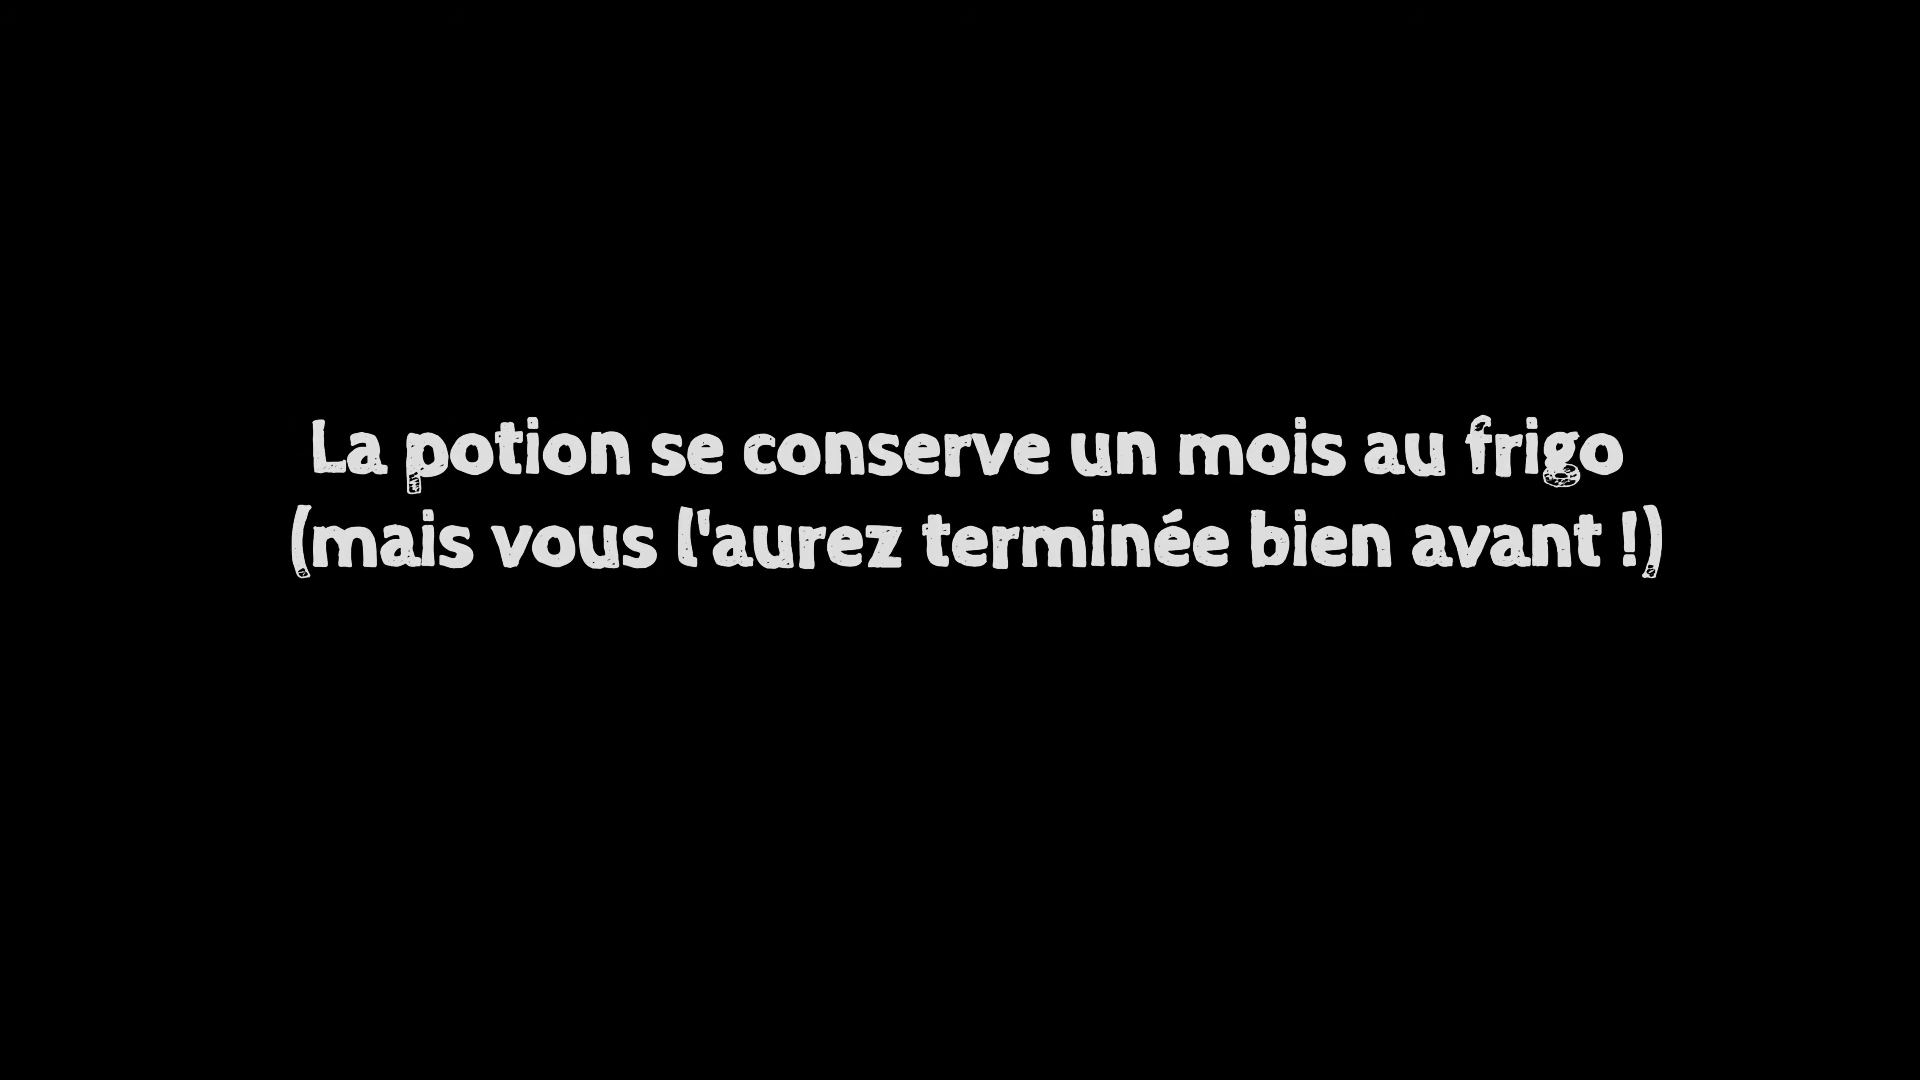 La potion se conserve un mois au frigo
(mais vous l'aurez terminée bien avant !)